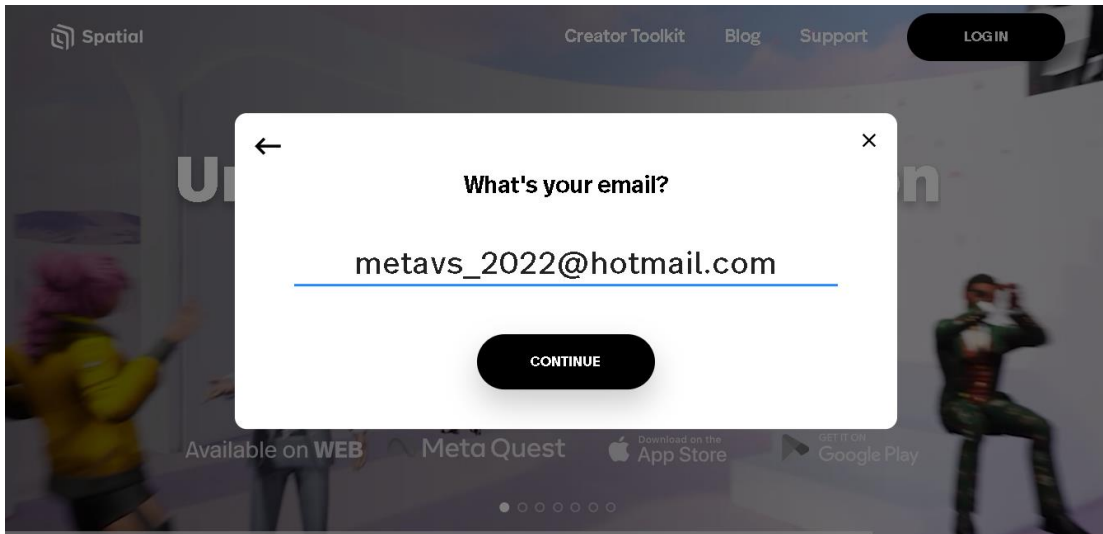 Spatial
Creator Toolkit Blog Support LOG IN
What's your email?
metavs_2022@hotmail.com
CONTINUE
Available on WEB
Meta Quest
Download on the
App Store
GET IT ON
Google Play